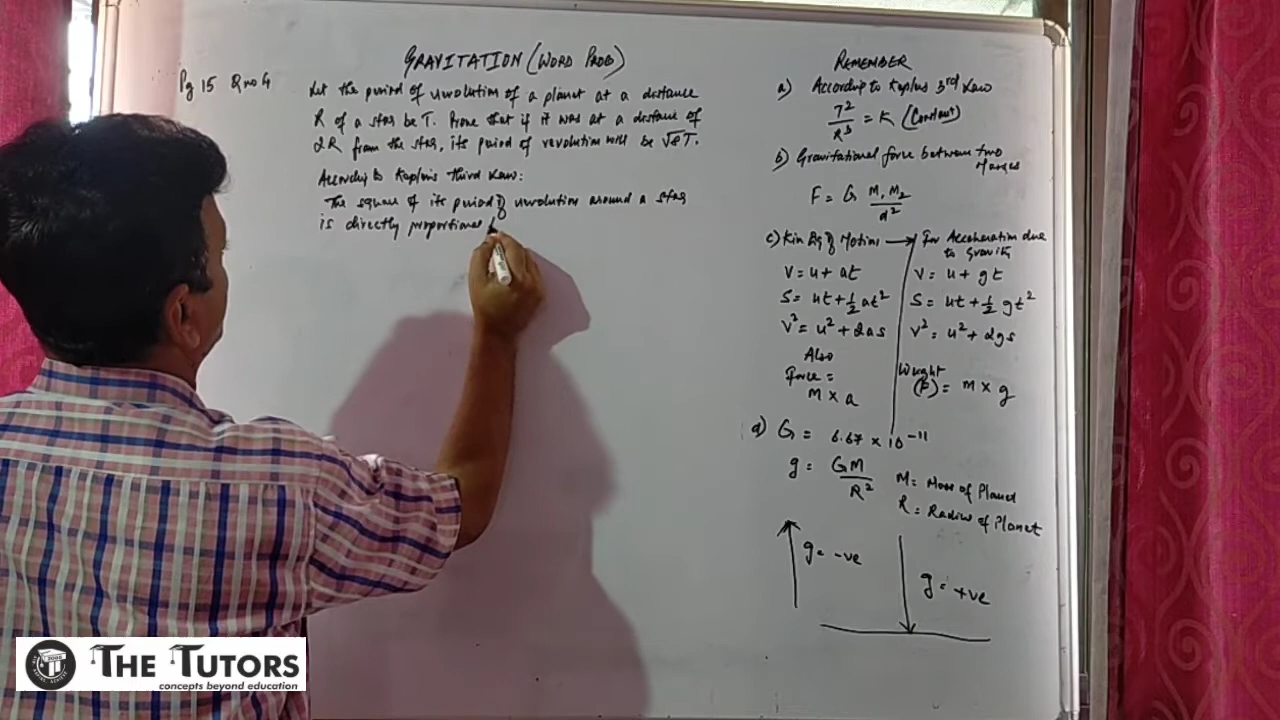 GRAVITATION (WORD PROB)
Pg 15 Q no 4
Let the period of revolution of a planet at a distance
R of a star be T. Prove that if it was at a distance of
2R from the star, its period of revolution will be √8 T.
According to Keplers Third Law:
The square of its period of revolution around a star
is directly proportional
REMEMBER
a) According to Keplers 3rd Law
T²/R³ = K (Constant)
b) Gravitational force between two
Masses
F = G M₁ M₂/d²
c) Kin Eq of Motion → For Acceleration due
to Gravity
V = u + at V = u + gt
S = ut + ½ at² S = ut + ½ gt²
V² = u² + 2as V² = u² + 2gs
Also
Force = Weight
M × a (F) = m × g
d) G = 6.67 × 10⁻¹¹
g = GM/R² M = Mass of Planet
R = Radius of Planet
g = -ve g = +ve
THE TUTORS
concepts beyond education